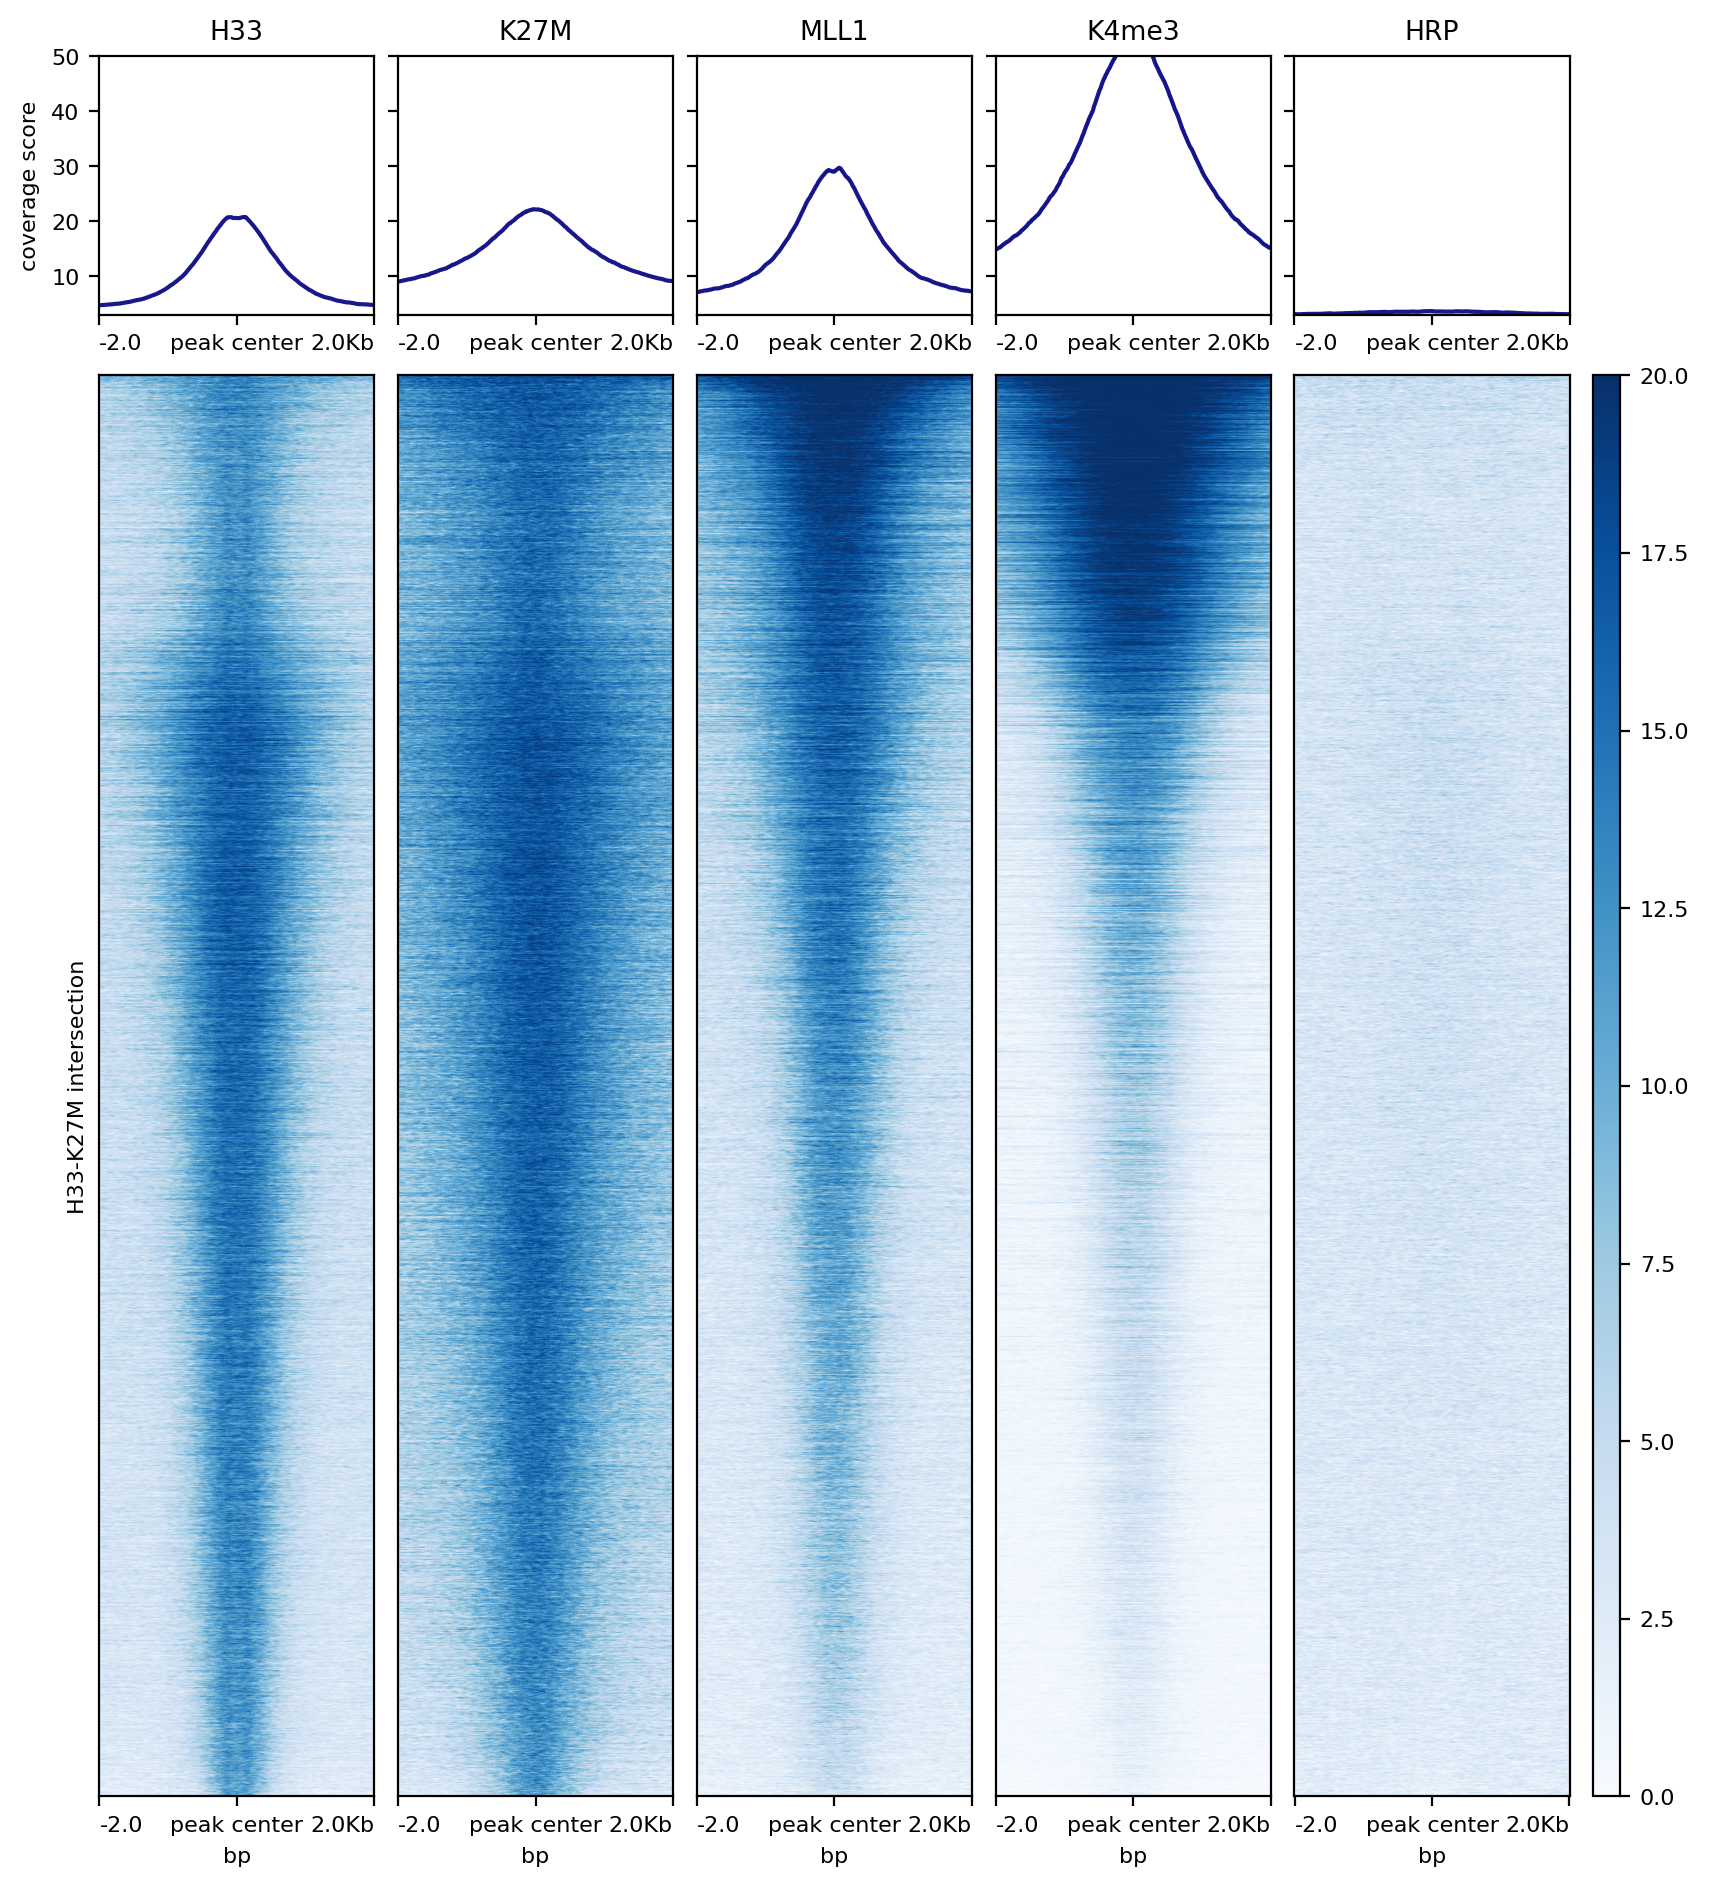 H33 K27M MLL1 K4me3 HRP
coverage score
50
40
30
20
10
-2.0 peak center 2.0Kb -2.0 peak center 2.0Kb -2.0 peak center 2.0Kb -2.0 peak center 2.0Kb -2.0 peak center 2.0Kb
H33-K27M intersection
20.0
17.5
15.0
12.5
10.0
7.5
5.0
2.5
0.0
-2.0 peak center 2.0Kb -2.0 peak center 2.0Kb -2.0 peak center 2.0Kb -2.0 peak center 2.0Kb -2.0 peak center 2.0Kb
bp bp bp bp bp